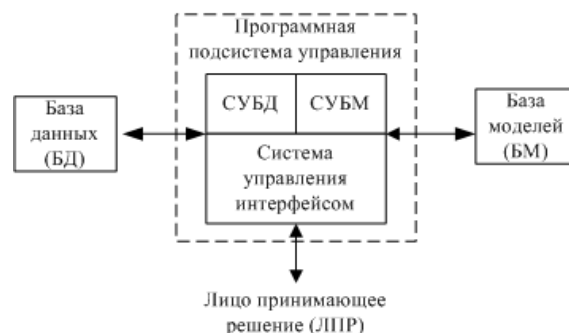 Программная
подсистема управления
СУБД
СУБМ
База
данных
(БД)
База
моделей
(БМ)
Система
управления
интерфейсом
Лицо принимающее
решение (ЛПР)